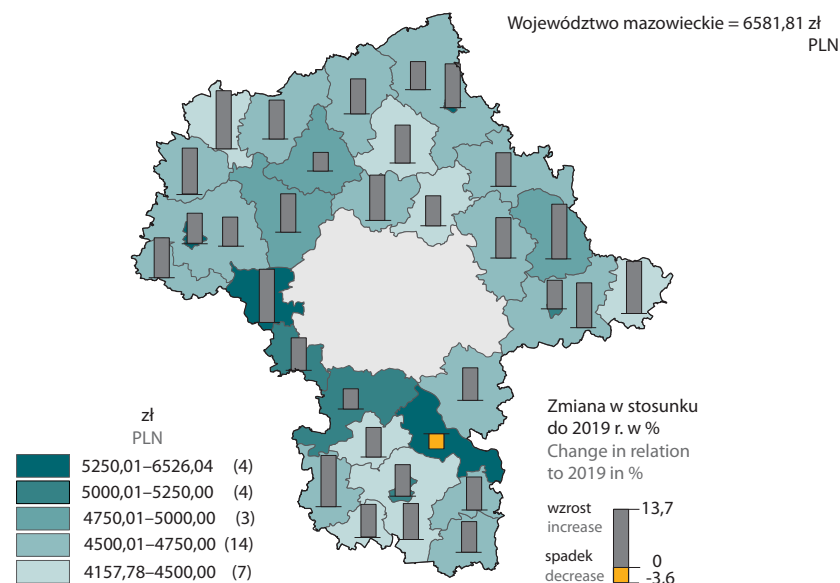 Województwo mazowieckie = 6581,81 zł
PLN
zł
PLN
5250,01–6526,04 (4)
5000,01–5250,00 (4)
4750,01–5000,00 (3)
4500,01–4750,00 (14)
4157,78–4500,00 (7)
Zmiana w stosunku
do 2019 r. w %
Change in relation
to 2019 in %
wzrost
increase
13,7
spadek
decrease
0
-3,6